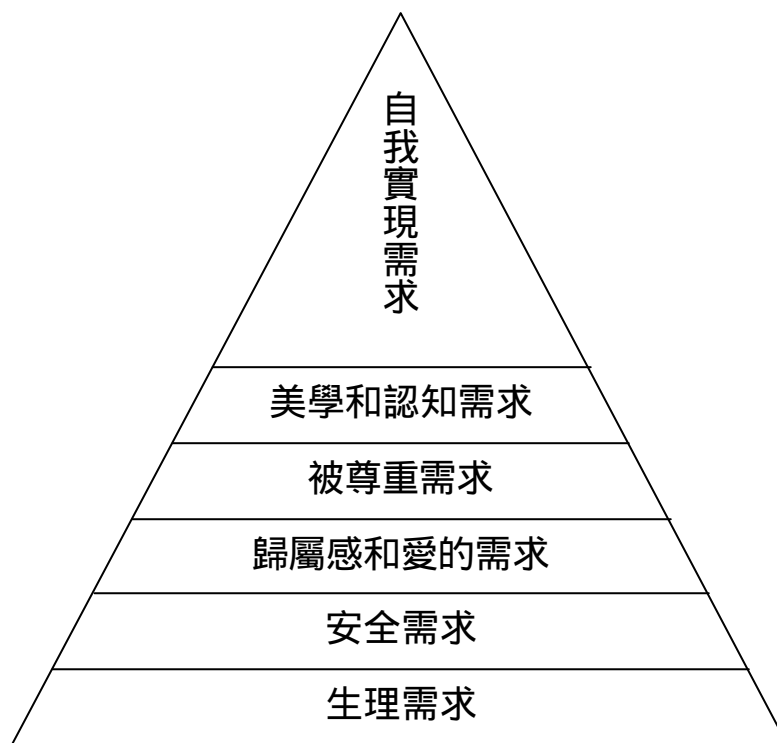 自我實現需求
美學和認知需求
被尊重需求
歸屬感和愛的需求
安全需求
生理需求